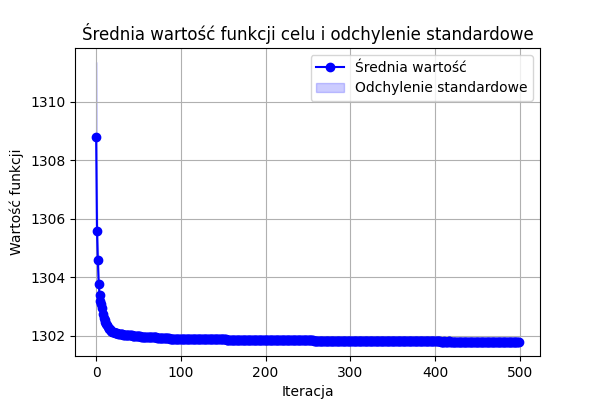 Średnia wartość funkcji celu i odchylenie standardowe
Średnia wartość
Odchylenie standardowe
Wartość funkcji
1310
1308
1306
1304
1302
0 100 200 300 400 500
Iteracja